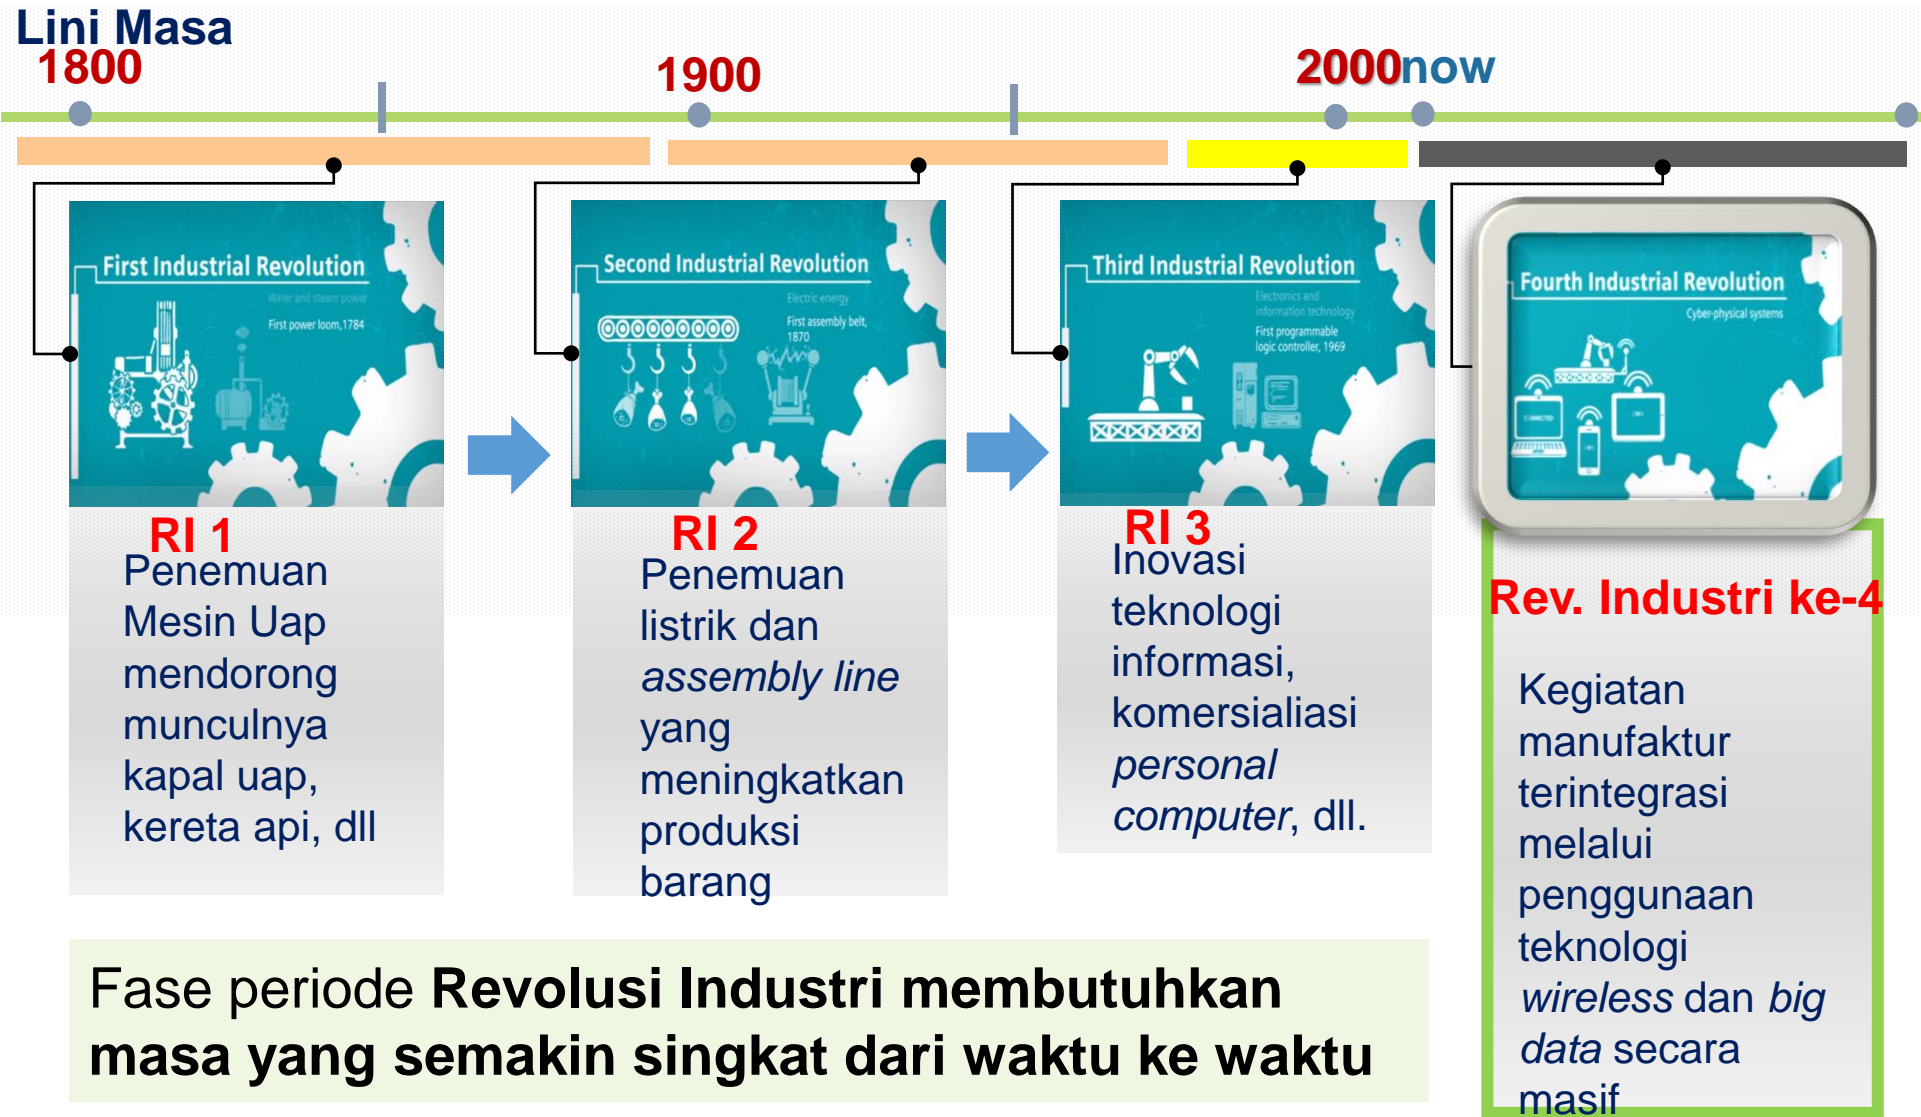 Lini Masa
1800
1900
2000
now
First Industrial Revolution
Water and steam power
First power loom,1784
Second Industrial Revolution
Electric energy
First assembly belt,
1870
Third Industrial Revolution
Electronics and
information technology
First programmable
logic controller, 1969
Fourth Industrial Revolution
Cyber-physical systems
CONNECTED
RI 1
Penemuan
Mesin Uap
mendorong
munculnya
kapal uap,
kereta api, dll
RI 2
Penemuan
listrik dan
assembly line
yang
meningkatkan
produksi
barang
RI 3
Inovasi
teknologi
informasi,
komersialiasi
personal
computer, dll.
Rev. Industri ke-4
Kegiatan
manufaktur
terintegrasi
melalui
penggunaan
teknologi
wireless dan big
data secara
masif
Fase periode Revolusi Industri membutuhkan
masa yang semakin singkat dari waktu ke waktu